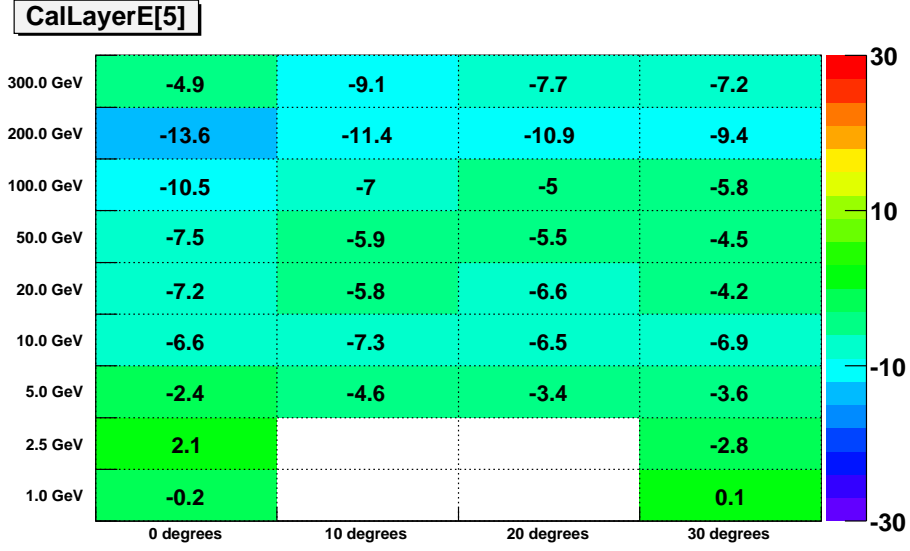 CalLayerE[5]
30
300.0 GeV -4.9 -9.1 -7.7 -7.2
200.0 GeV -13.6 -11.4 -10.9 -9.4
100.0 GeV -10.5 -7 -5 -5.8
10
50.0 GeV -7.5 -5.9 -5.5 -4.5
20.0 GeV -7.2 -5.8 -6.6 -4.2
10.0 GeV -6.6 -7.3 -6.5 -6.9
-10
5.0 GeV -2.4 -4.6 -3.4 -3.6
2.5 GeV 2.1 -2.8
1.0 GeV -0.2 0.1
-30
0 degrees 10 degrees 20 degrees 30 degrees